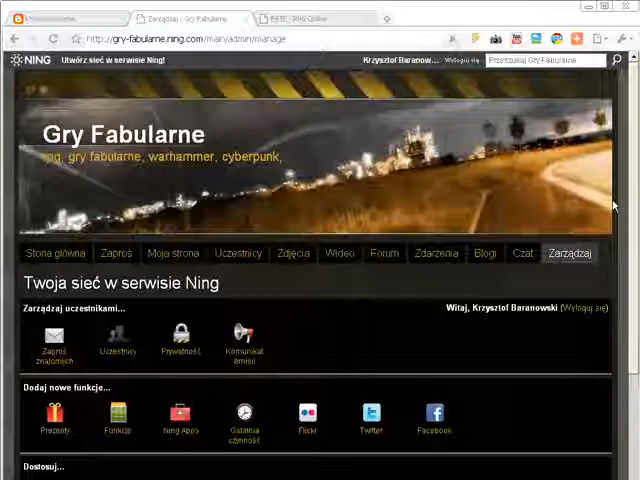 Zarządzaj - Gry Fabularne
FATE - RPG Online
http://gry-fabularne.ning.com/main/admin/manage
NING
Utwórz sieć w serwisie Ning!
Krzysztof Baranow...
Wyloguj się
Przeszukaj Gry Fabularne
Gry Fabularne
rpg, gry fabularne, warhammer, cyberpunk,
Strona główna
Zaproś
Moja strona
Uczestnicy
Zdjęcia
Wideo
Forum
Zdarzenia
Blogi
Czat
Zarządzaj
Twoja sieć w serwisie Ning
Zarządzaj uczestnikami...
Witaj, Krzysztof Baranowski (Wyloguj się)
Zaproś
znajomych
Uczestnicy
Prywatność
Komunikat
emisji
Dodaj nowe funkcje...
Prezenty
Funkcje
Ning Apps
Ostatnia
czynność
Flickr
Twitter
Facebook
Dostosuj...